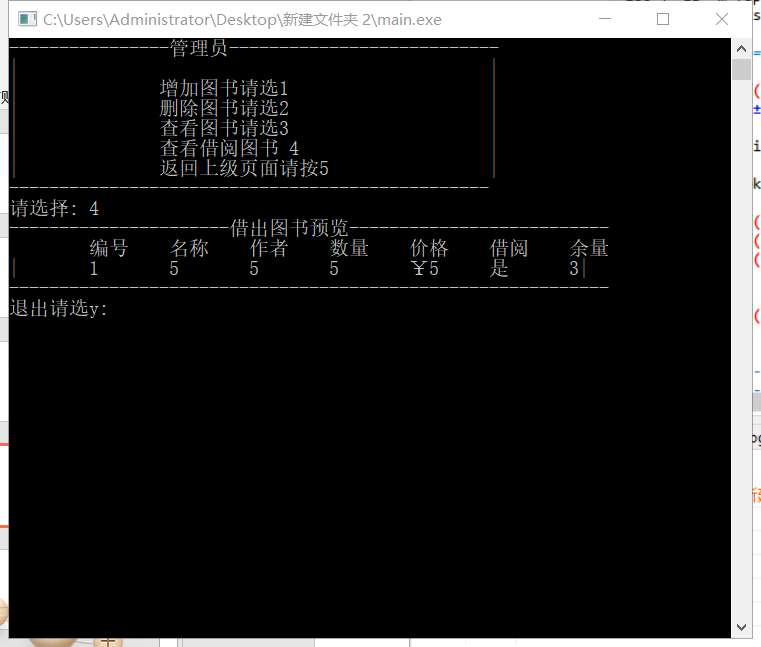 C:\Users\Administrator\Desktop\新建文件夹 2\main.exe
----------------管理员---------------------------
增加图书请选1
删除图书请选2
查看图书请选3
查看借阅图书 4
返回上级页面请按5
------------------------------------------------
请选择: 4
----------------------借出图书预览--------------------------
编号 名称 作者 数量 价格 借阅 余量
| 1 5 5 5 ¥5 是 3|
------------------------------------------------------------
退出请选y: